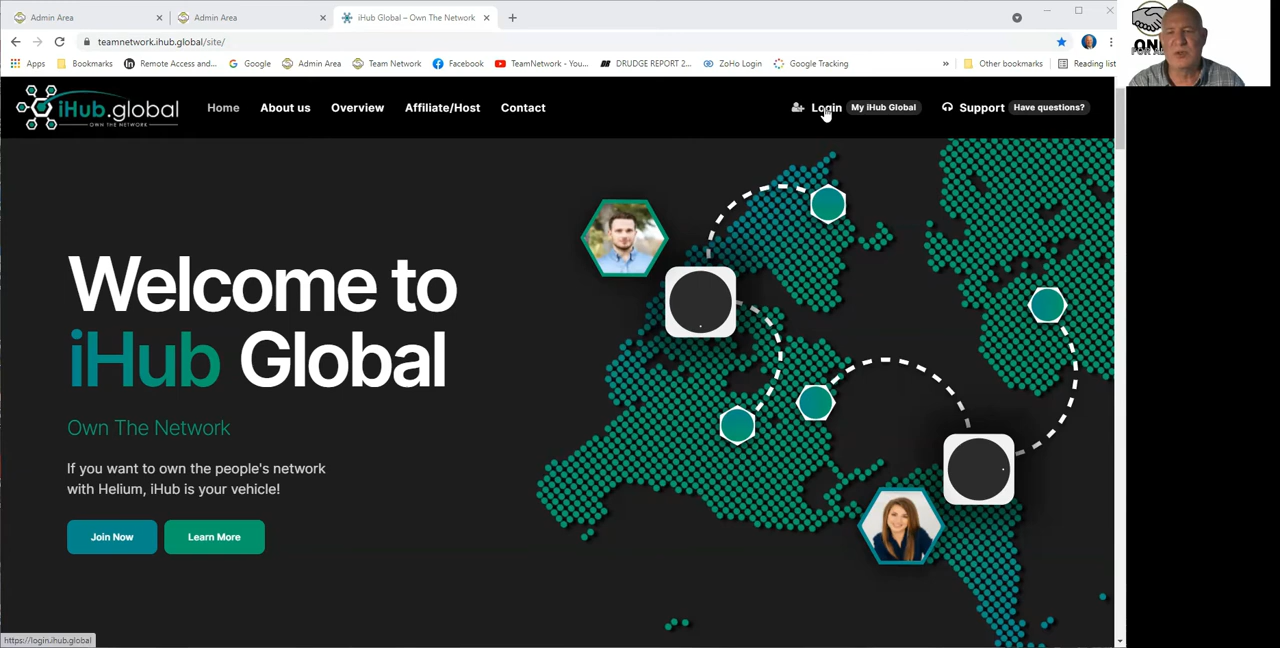 Admin Area
Admin Area
iHub Global – Own The Network
teamnetwork.ihub.global/site/
Apps
Bookmarks
Remote Access and...
Google
Admin Area
Team Network
Facebook
TeamNetwork - You...
DRUDGE REPORT 2...
ZoHo Login
Google Tracking
»
Other bookmarks
Reading list
iHub.global
OWN THE NETWORK
Home
About us
Overview
Affiliate/Host
Contact
Login
My iHub Global
Support
Have questions?
Welcome to
iHub Global
Own The Network
If you want to own the people's network
with Helium, iHub is your vehicle!
Join Now
Learn More
https://login.ihub.global